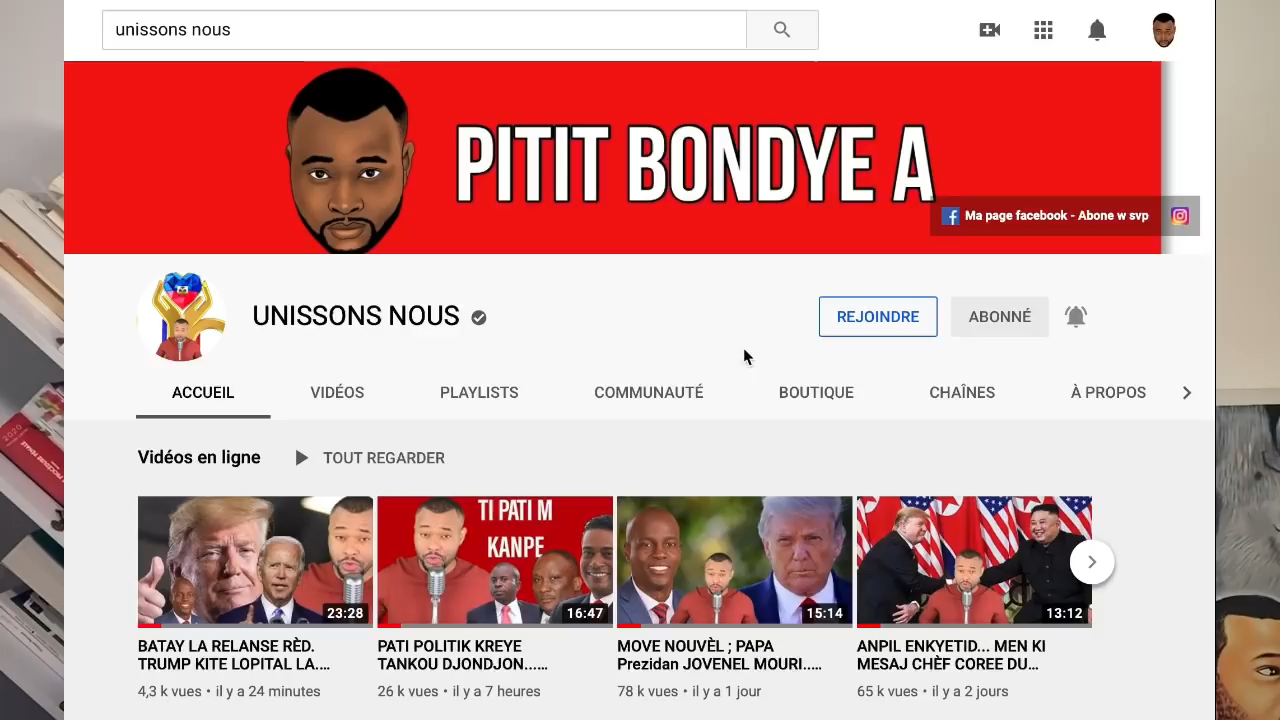 unissons nous
PITIT BONDYE A
Ma page facebook - Abone w svp
UNISSONS NOUS
REJOINDRE
ABONNÉ
ACCUEIL
VIDÉOS
PLAYLISTS
COMMUNAUTÉ
BOUTIQUE
CHAÎNES
À PROPOS
Vidéos en ligne
TOUT REGARDER
TI PATI M
KANPE
23:28
16:47
15:14
13:12
BATAY LA RELANSE RÈD.
TRUMP KITE LOPITAL LA....
4,3 k vues • il y a 24 minutes
PATI POLITIK KREYE
TANKOU DJONDJON......
26 k vues • il y a 7 heures
MOVE NOUVÈL ; PAPA
Prezidan JOVENEL MOURI.....
78 k vues • il y a 1 jour
ANPIL ENKYETID... MEN KI
MESAJ CHÈF COREE DU...
65 k vues • il y a 2 jours
2020